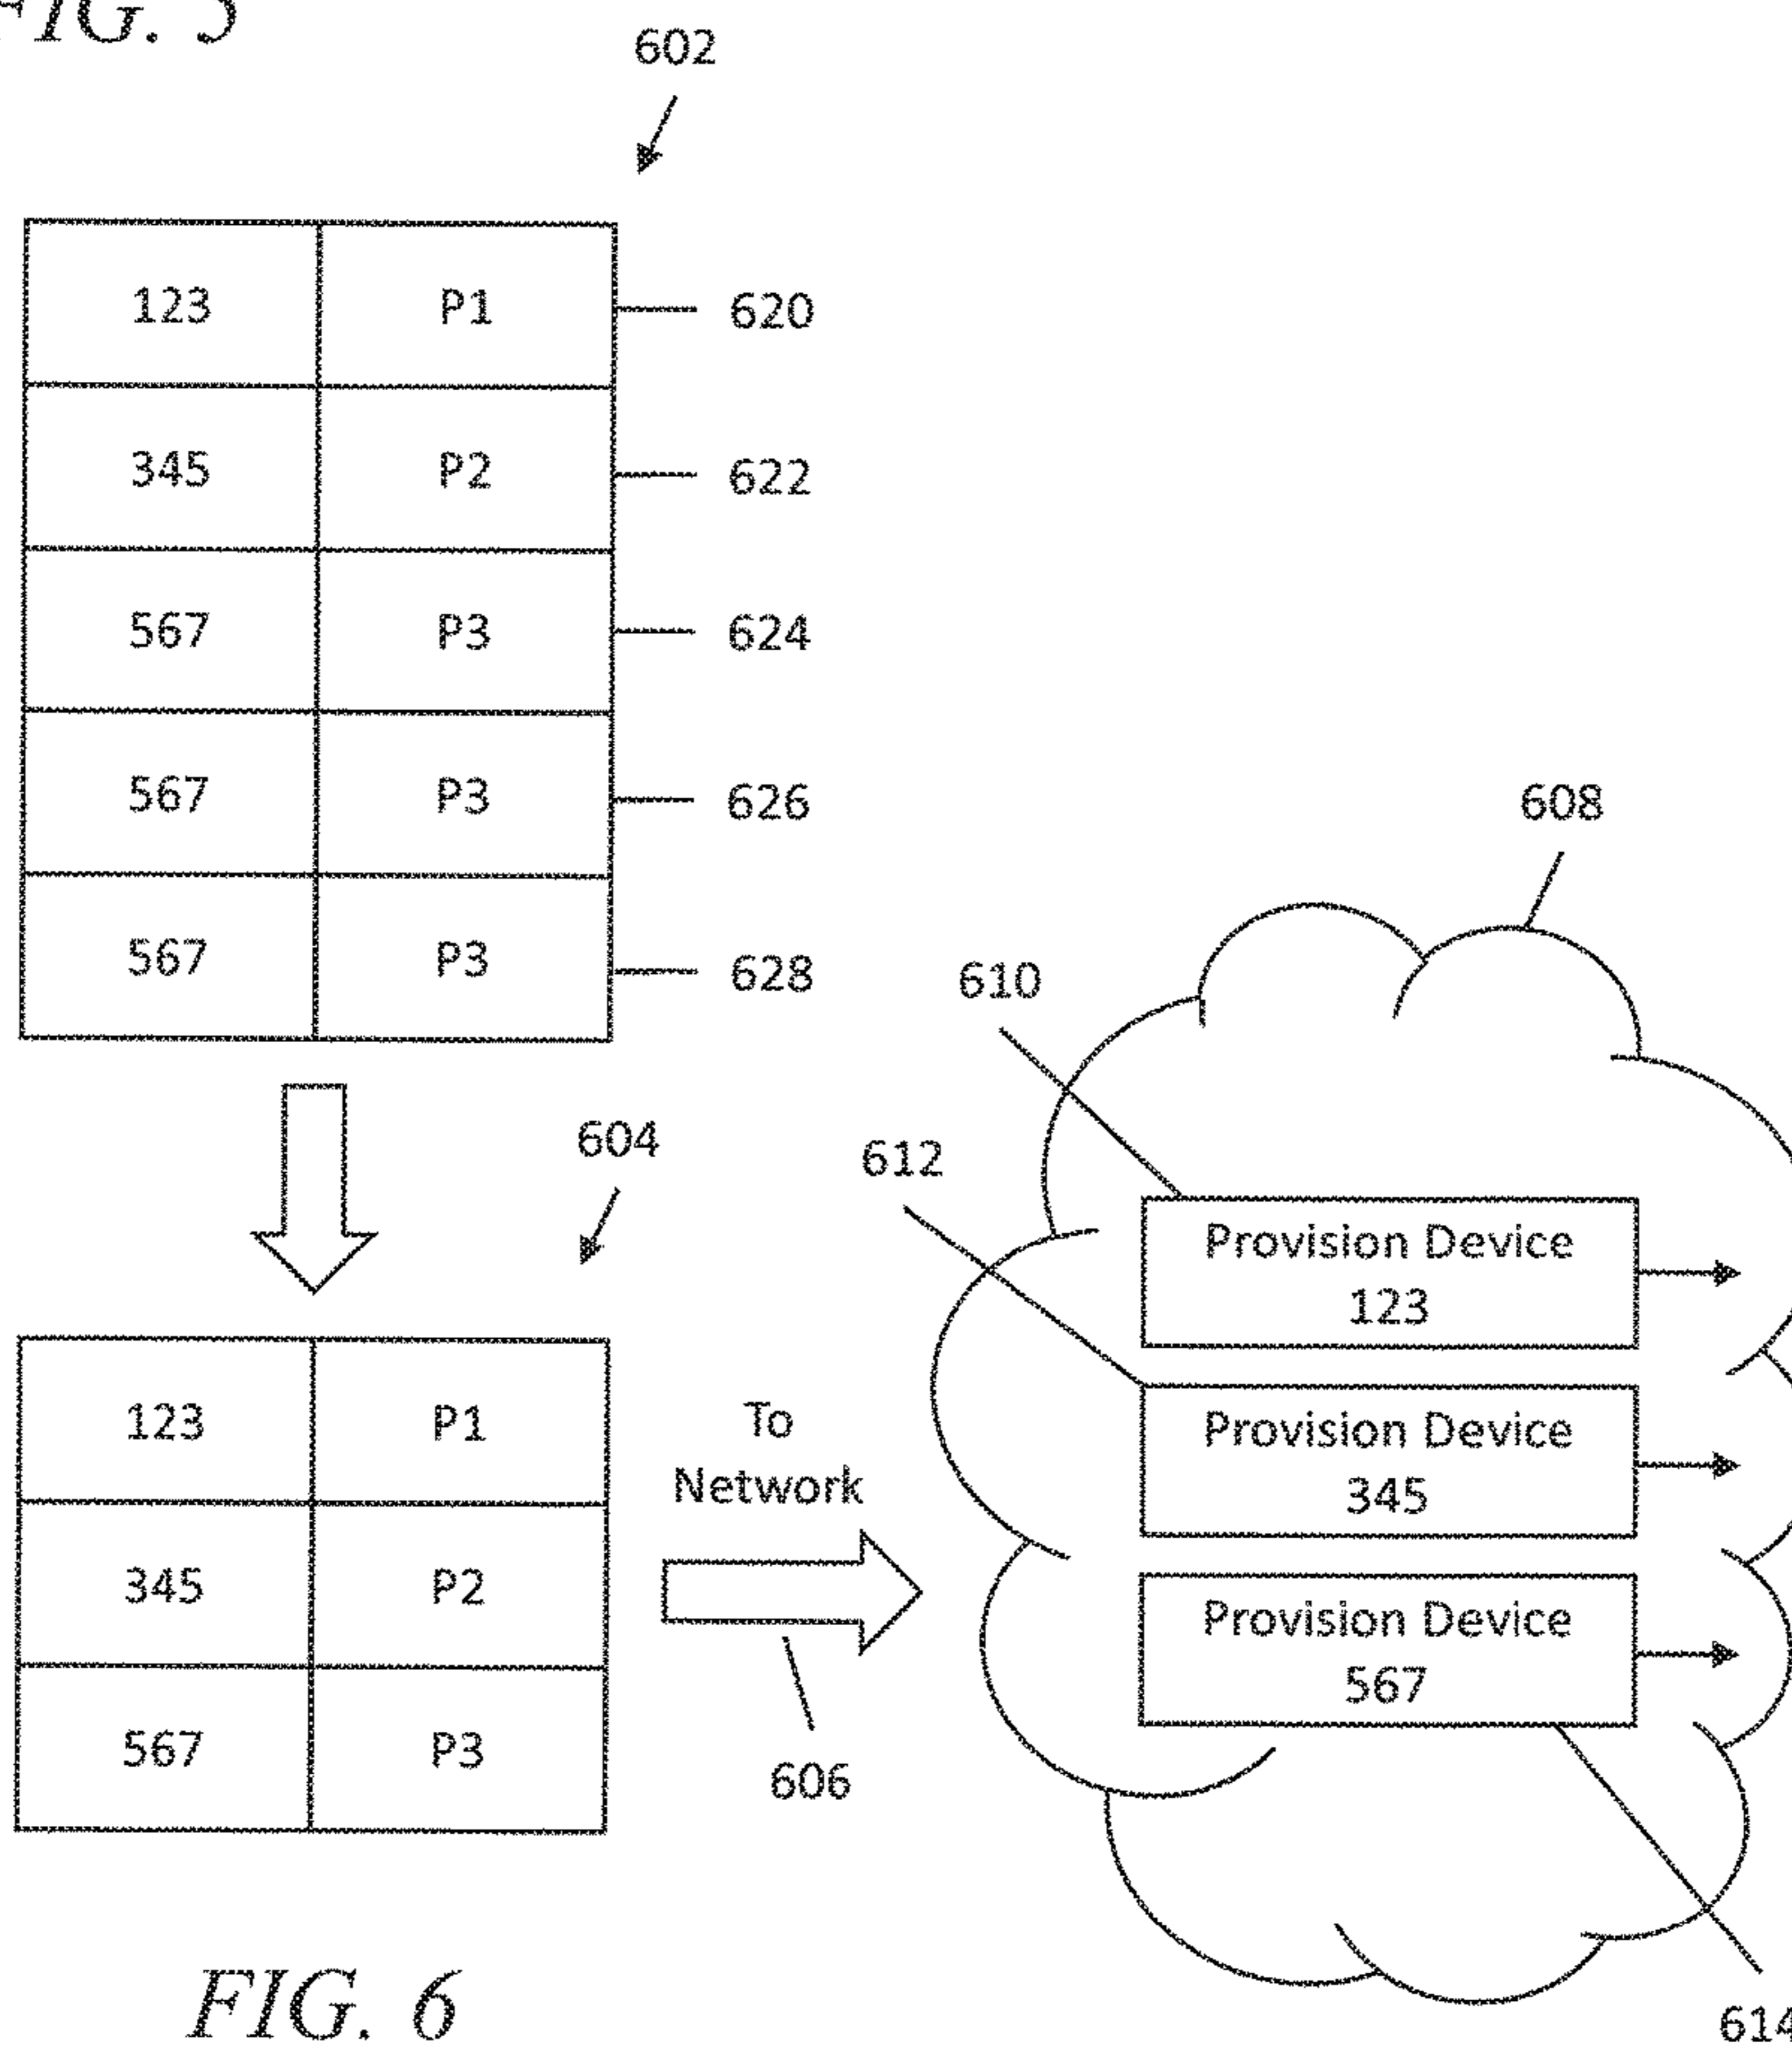 FIG. 5
602
123 P1 620
345 P2 622
567 P3 624
567 P3 626
567 P3 628
604
123 P1
345 P2
567 P3
To
Network
606
608
610
612
Provision Device
123
Provision Device
345
Provision Device
567
614
FIG. 6